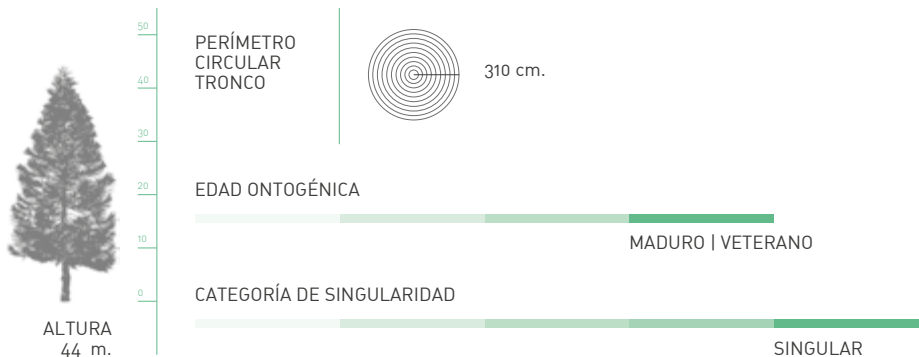 50
40
30
20
10
0
ALTURA
44 m.
PERÍMETRO
CIRCULAR
TRONCO
310 cm.
EDAD ONTOGÉNICA
MADURO | VETERANO
CATEGORÍA DE SINGULARIDAD
SINGULAR